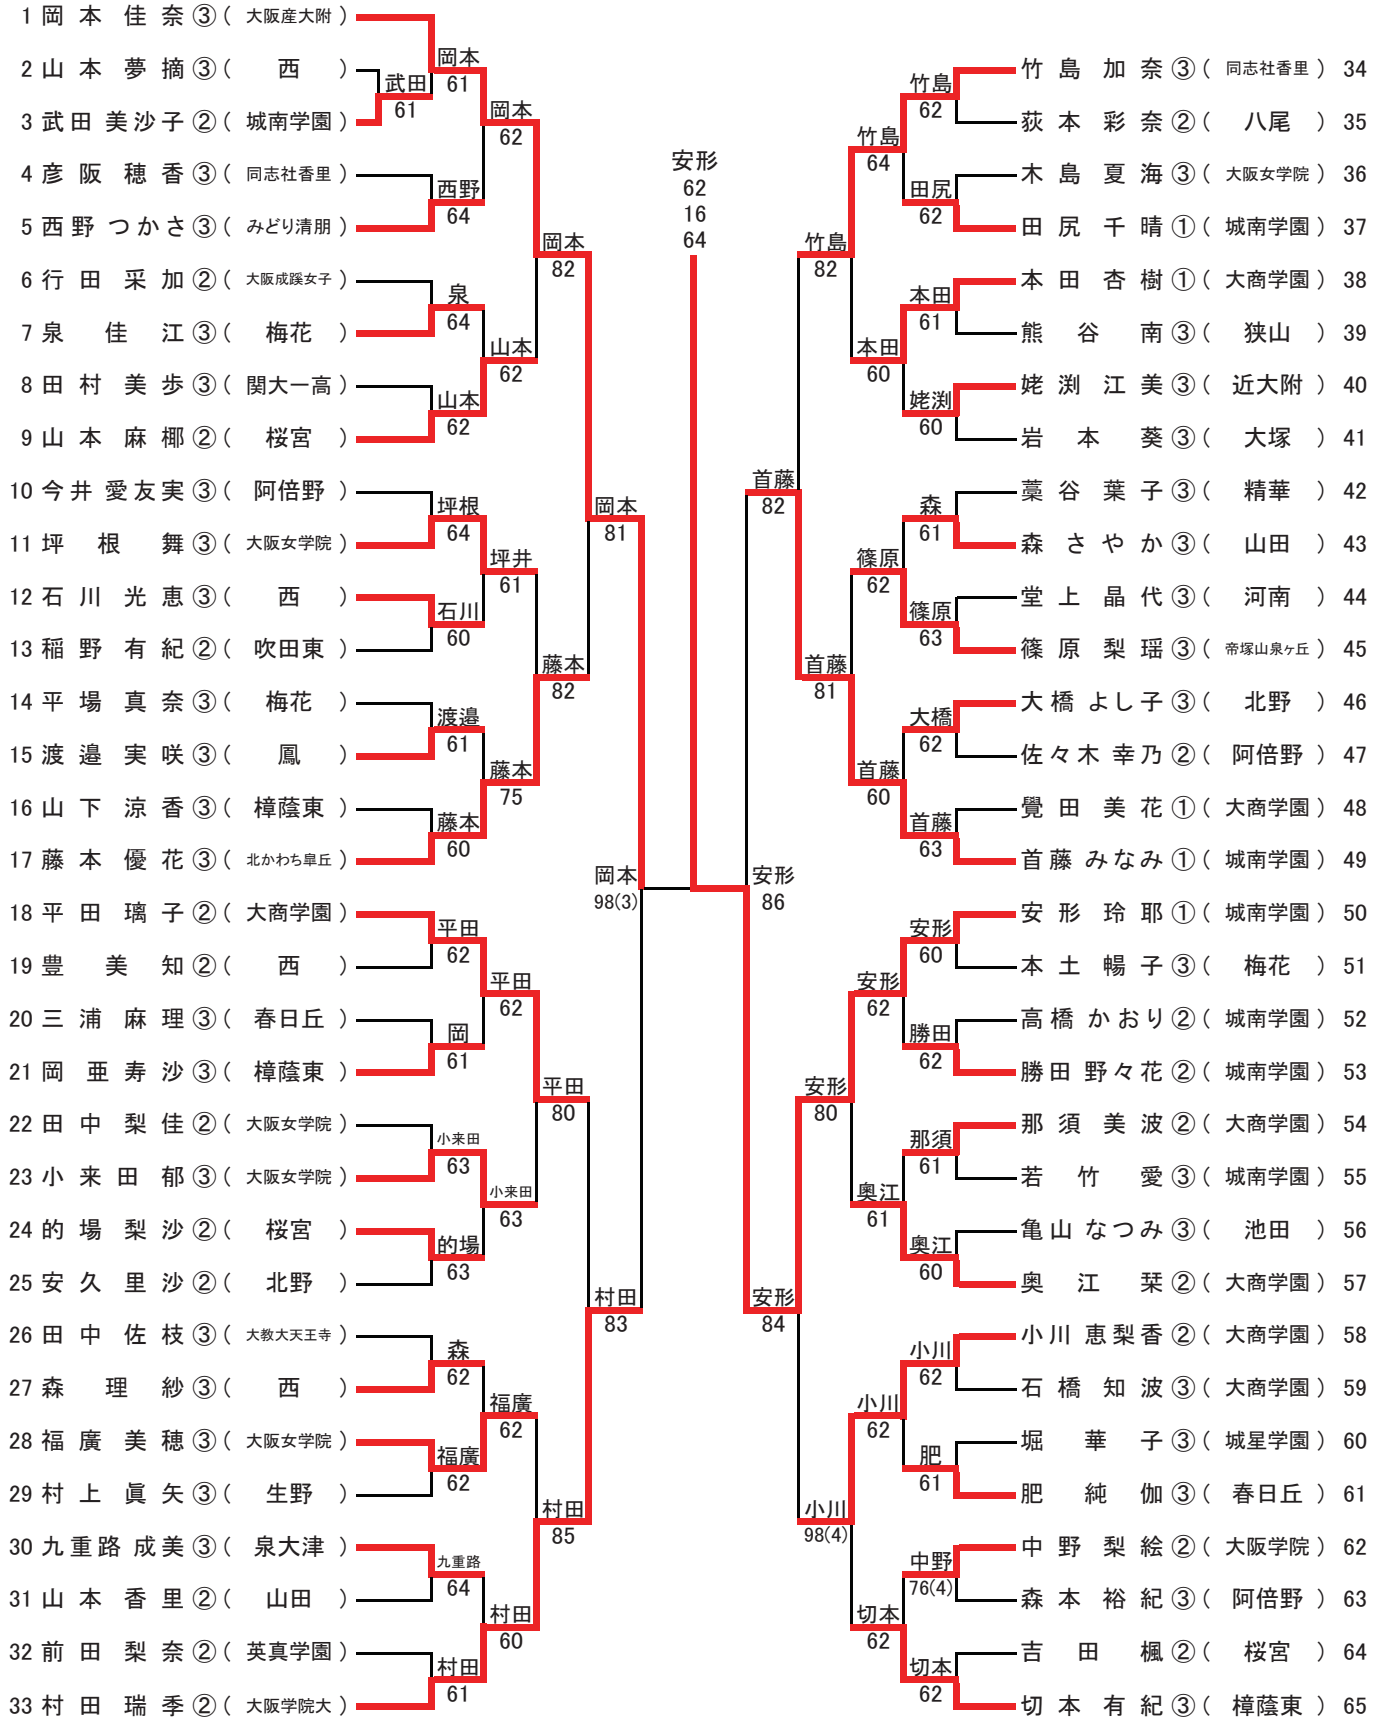 1 岡本佳奈③(大阪産大附)
2 山本夢摘③(西)
3 武田美沙子②(城南学園)
4 彦阪穂香③(同志社香里)
5 西野つかさ③(みどり清朋)
6 行田采加②(大阪成蹊女子)
7 泉佳江③(梅花)
8 田村美歩③(関大一高)
9 山本麻椰②(桜宮)
10 今井愛友実③(阿倍野)
11 坪根舞③(大阪女学院)
12 石川光恵③(西)
13 稲野有紀②(吹田東)
14 平場真奈③(梅花)
15 渡邉実咲③(鳳)
16 山下涼香③(樟蔭東)
17 藤本優花③(北かわち皐丘)
18 平田璃子②(大商学園)
19 豊美知②(西)
20 三浦麻理③(春日丘)
21 岡亜寿沙③(樟蔭東)
22 田中梨佳②(大阪女学院)
23 小来田郁③(大阪女学院)
24 的場梨沙②(桜宮)
25 安久里沙②(北野)
26 田中佐枝③(大教大天王寺)
27 森理紗③(西)
28 福廣美穂③(大阪女学院)
29 村上眞矢③(生野)
30 九重路成美③(泉大津)
31 山本香里②(山田)
32 前田梨奈②(英真学園)
33 村田瑞季②(大阪学院大)
武田
61
岡本
61
西野
64
泉
64
山本
62
坪根
64
石川
60
渡邉
61
藤本
60
平田
62
岡
61
小来田
63
的場
63
森
62
福廣
62
九重路
64
村田
61
岡本
62
山本
62
坪井
61
藤本
75
平田
62
小来田
63
福廣
62
村田
60
岡本
82
藤本
82
平田
80
村田
85
岡本
81
村田
83
岡本
98(3)
安形
62
16
64
安形
86
首藤
82
安形
84
竹島
82
首藤
81
安形
80
小川
98(4)
竹島
64
本田
60
篠原
62
首藤
60
安形
62
奥江
61
小川
62
切本
62
竹島
62
田尻
62
本田
61
姥渕
60
森
61
篠原
63
大橋
62
首藤
63
安形
60
勝田
62
那須
61
奥江
60
小川
62
肥
61
中野
76(4)
切本
62
竹島加奈③(同志社香里) 34
荻本彩奈②(八尾) 35
木島夏海③(大阪女学院) 36
田尻千晴①(城南学園) 37
本田杏樹①(大商学園) 38
熊谷南③(狭山) 39
姥渕江美③(近大附) 40
岩本葵③(大塚) 41
藁谷葉子③(精華) 42
森さやか③(山田) 43
堂上晶代③(河南) 44
篠原梨瑶③(帝塚山泉ヶ丘) 45
大橋よし子③(北野) 46
佐々木幸乃②(阿倍野) 47
覺田美花①(大商学園) 48
首藤みなみ①(城南学園) 49
安形玲耶①(城南学園) 50
本土暢子③(梅花) 51
高橋かおり②(城南学園) 52
勝田野々花②(城南学園) 53
那須美波②(大商学園) 54
若竹愛③(城南学園) 55
亀山なつみ③(池田) 56
奥江栞②(大商学園) 57
小川恵梨香②(大商学園) 58
石橋知波③(大商学園) 59
堀華子③(城星学園) 60
肥純伽③(春日丘) 61
中野梨絵②(大阪学院) 62
森本裕紀③(阿倍野) 63
吉田楓②(桜宮) 64
切本有紀③(樟蔭東) 65